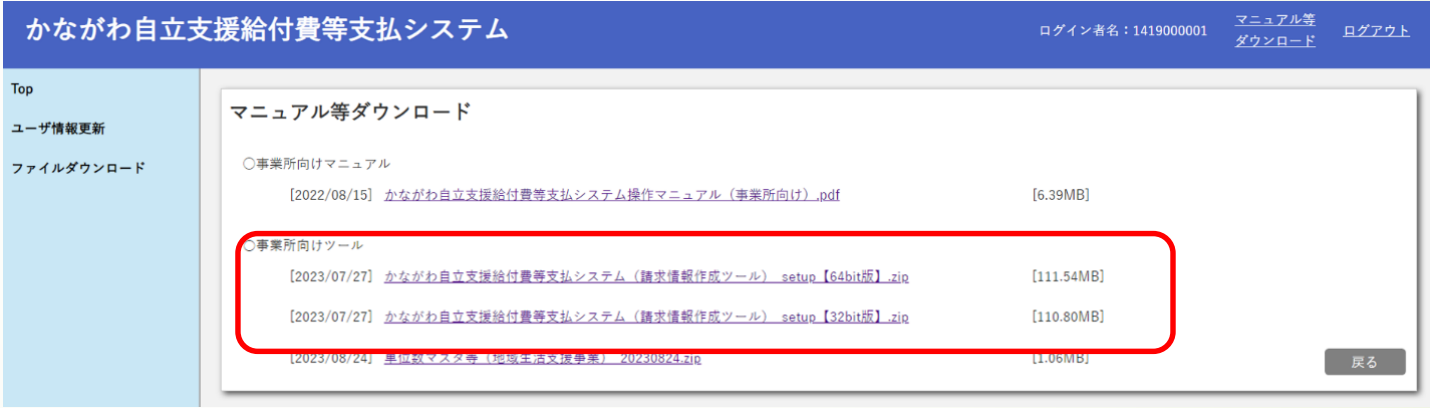 かながわ自立支援給付費等支払システム
ログイン者名：1419000001
マニュアル等
ダウンロード
ログアウト
Top
ユーザ情報更新
ファイルダウンロード
マニュアル等ダウンロード
○事業所向けマニュアル
[2022/08/15] かながわ自立支援給付費等支払システム操作マニュアル（事業所向け）.pdf [6.39MB]
○事業所向けツール
[2023/07/27] かながわ自立支援給付費等支払システム（請求情報作成ツール）_setup【64bit版】.zip [111.54MB]
[2023/07/27] かながわ自立支援給付費等支払システム（請求情報作成ツール）_setup【32bit版】.zip [110.80MB]
[2023/08/24] 単位数マスタ等（地域生活支援事業）_20230824.zip [1.06MB]
戻る